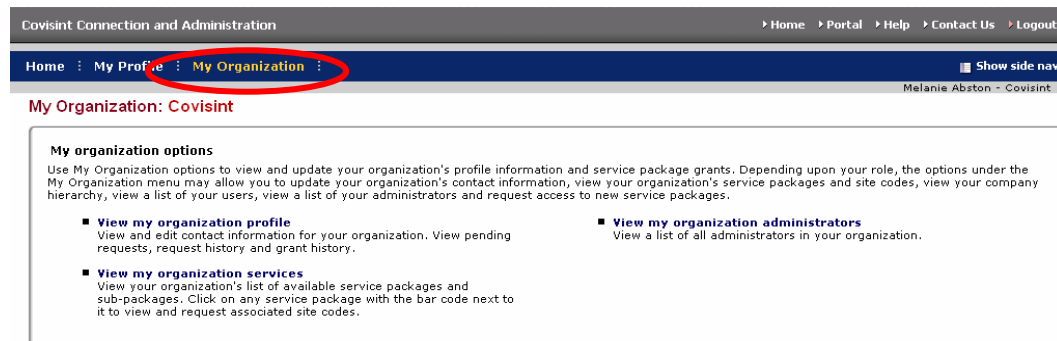 Covisint Connection and Administration
Home Portal Help Contact Us Logout
Home My Profile My Organization
Show side nav
Melanie Abston - Covisint
My Organization: Covisint
My organization options
Use My Organization options to view and update your organization's profile information and service package grants. Depending upon your role, the options under the
My Organization menu may allow you to update your organization's contact information, view your organization's service packages and site codes, view your company
hierarchy, view a list of your users, view a list of your administrators and request access to new service packages.
View my organization profile
View and edit contact information for your organization. View pending
requests, request history and grant history.
View my organization services
View your organization's list of available service packages and
sub-packages. Click on any service package with the bar code next to
it to view and request associated site codes.
View my organization administrators
View a list of all administrators in your organization.